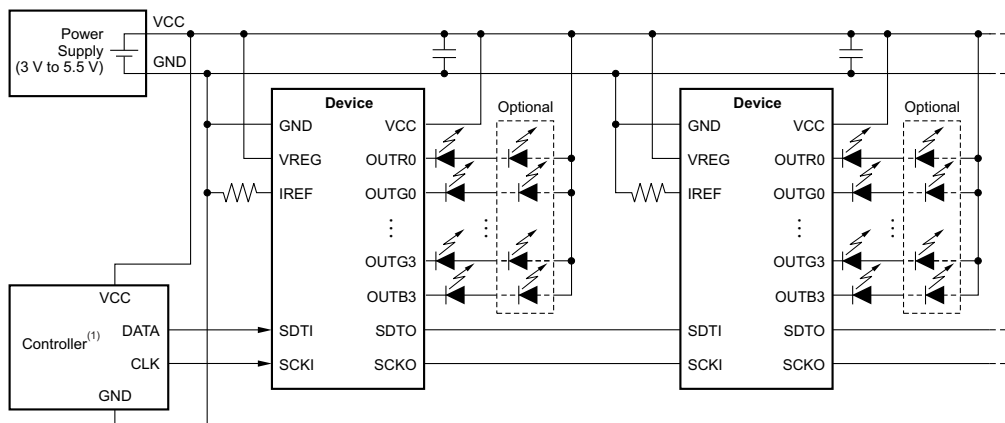 VCC
Power
Supply
(3 V to 5.5 V)
GND
Device
GND
VCC
VREG
OUTR0
IREF
OUTG0
⋮
⋮
OUTG3
OUTB3
SDTI
SDTO
SCKI
SCKO
Optional
Device
GND
VCC
VREG
OUTR0
IREF
OUTG0
⋮
⋮
OUTG3
OUTB3
SDTI
SDTO
SCKI
SCKO
Optional
VCC
DATA
Controller(1)
CLK
GND